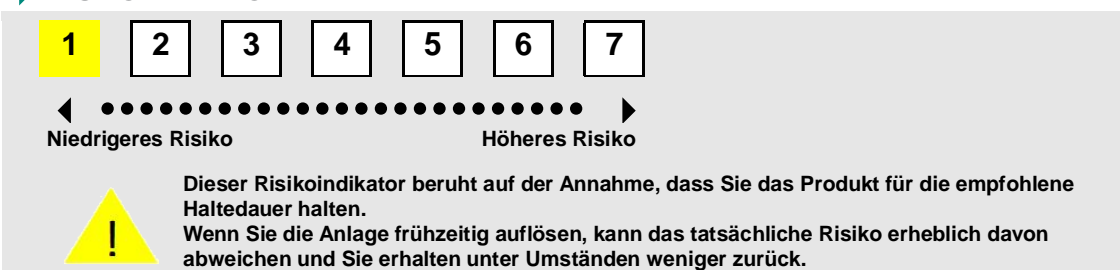 1 2 3 4 5 6 7
Niedrigeres Risiko Höheres Risiko
Dieser Risikoindikator beruht auf der Annahme, dass Sie das Produkt für die empfohlene
Haltedauer halten.
Wenn Sie die Anlage frühzeitig auflösen, kann das tatsächliche Risiko erheblich davon
abweichen und Sie erhalten unter Umständen weniger zurück.
!